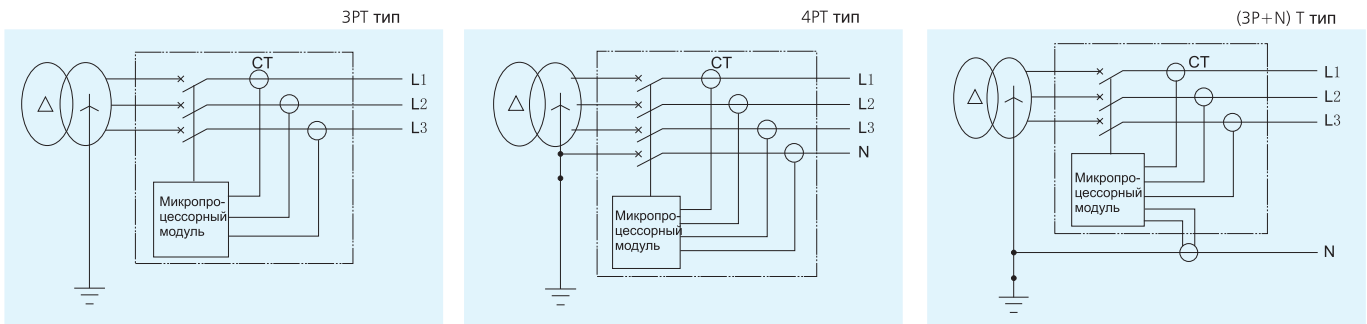 3PT тип
CT
L1
L2
L3
Микропро-
цессорный
модуль
4PT тип
CT
L1
L2
L3
N
Микропро-
цессорный
модуль
(3P+N) T тип
CT
L1
L2
L3
Микропро-
цессорный
модуль
N